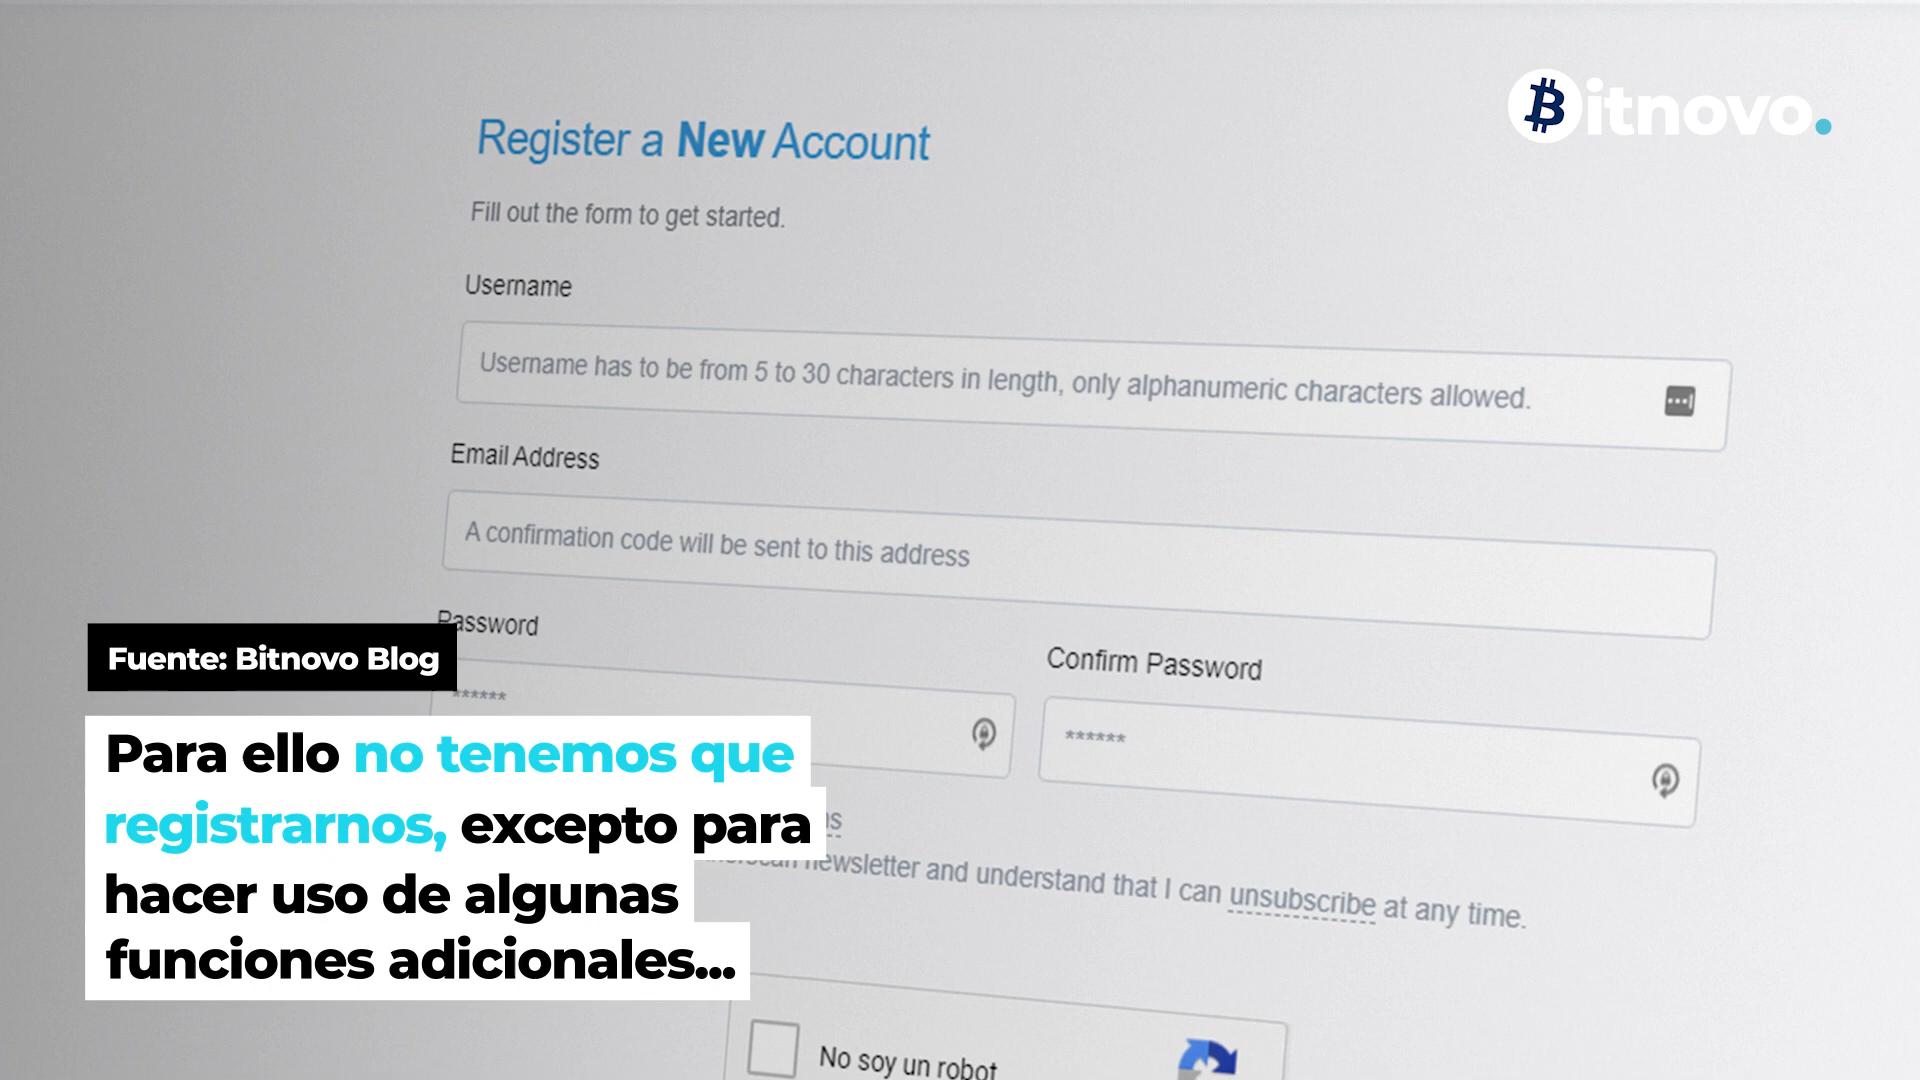 Bitnovo.
Register a New Account
Fill out the form to get started.
Username
Username has to be from 5 to 30 characters in length, only alphanumeric characters allowed.
Email Address
A confirmation code will be sent to this address
Password
Confirm Password
******
******
Fuente: Bitnovo Blog
Para ello no tenemos que
registrarnos, excepto para
hacer uso de algunas
funciones adicionales...
newsletter and understand that I can unsubscribe at any time.
No soy un robot